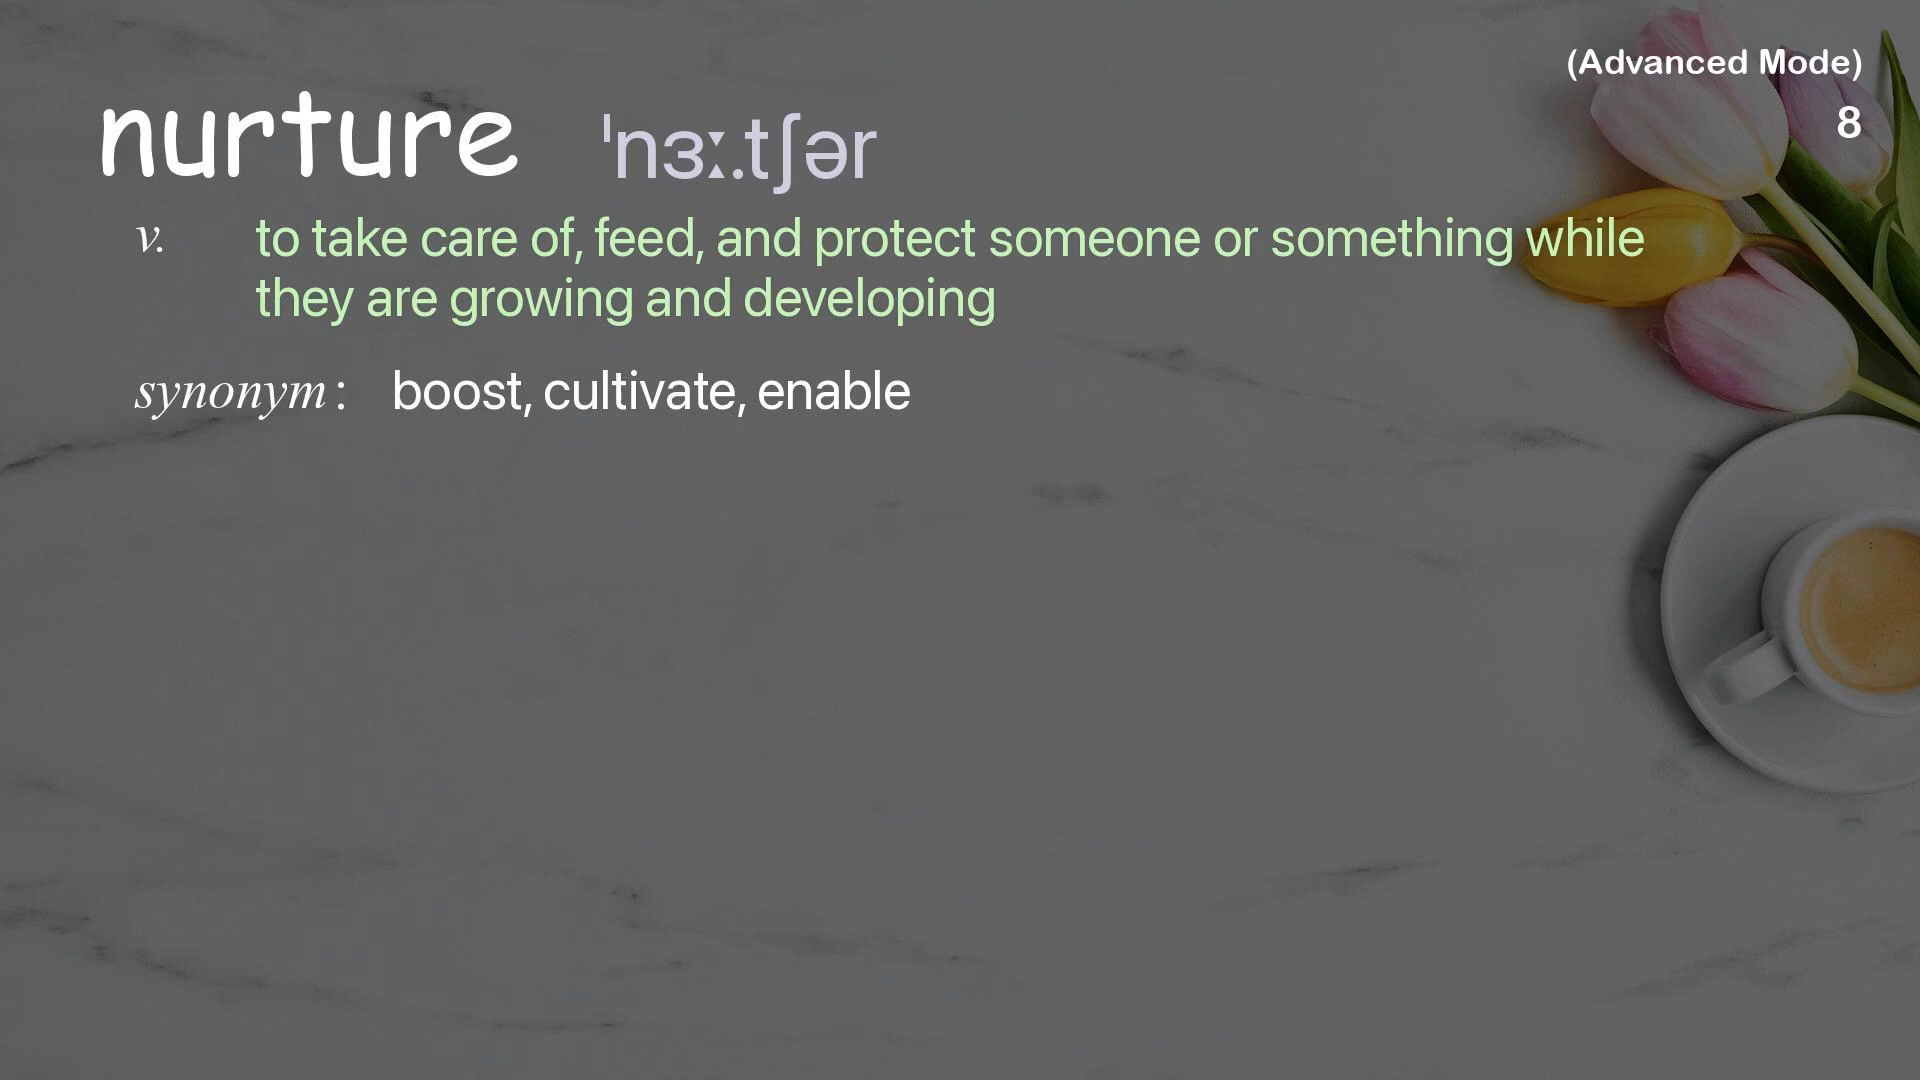 (Advanced Mode)
8
nurture ˈnɜː.tʃər
v. to take care of, feed, and protect someone or something while
they are growing and developing
synonym : boost, cultivate, enable